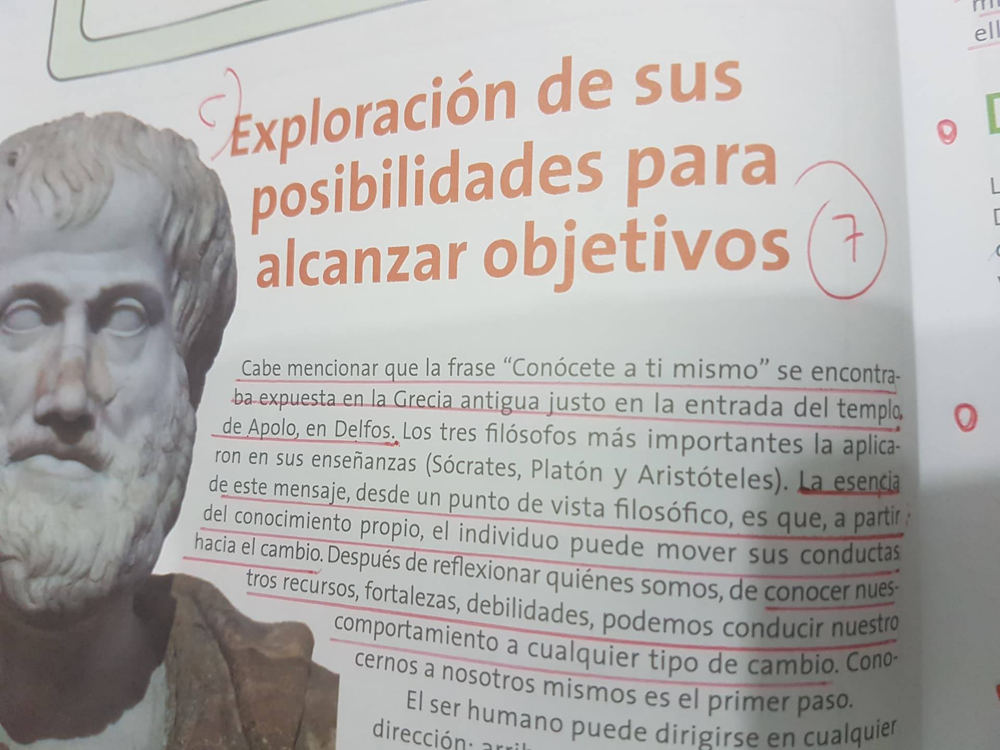 c)
Exploración de sus
posibilidades para
alcanzar objetivos
7
Cabe mencionar que la frase “Conócete a ti mismo” se encontra-
ba expuesta en la Grecia antigua justo en la entrada del templo
de Apolo, en Delfos. Los tres filósofos más importantes la aplica-
ron en sus enseñanzas (Sócrates, Platón y Aristóteles). La esencia
de este mensaje, desde un punto de vista filosófico, es que, a partir
del conocimiento propio, el individuo puede mover sus conductas
hacia el cambio. Después de reflexionar quiénes somos, de conocer nues-
tros recursos, fortalezas, debilidades, podemos conducir nuestro
comportamiento a cualquier tipo de cambio. Cono-
cernos a nosotros mismos es el primer paso.
El ser humano puede dirigirse en cualquier
dirección: